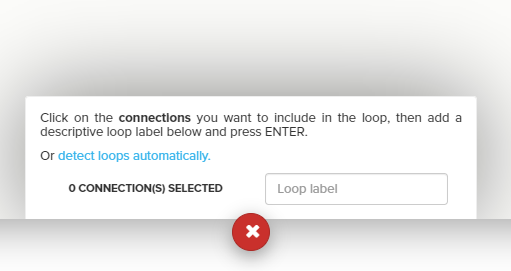 Click on the connections you want to include in the loop, then add a
descriptive loop label below and press ENTER.
Or detect loops automatically.
0 CONNECTION(S) SELECTED
Loop label